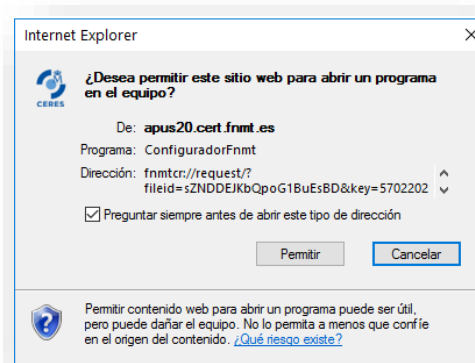 Internet Explorer
¿Desea permitir este sitio web para abrir un programa
en el equipo?
CERES
De: apus20.cert.fnmt.es
Programa: ConfiguradorFnmt
Dirección: fnmtcr://request/?
fileid=sZNDDEJKbQpoG1BuEsBD&key=5702202
Preguntar siempre antes de abrir este tipo de dirección
Permitir Cancelar
Permitir contenido web para abrir un programa puede ser útil,
pero puede dañar el equipo. No lo permita a menos que confíe
en el origen del contenido. ¿Qué riesgo existe?